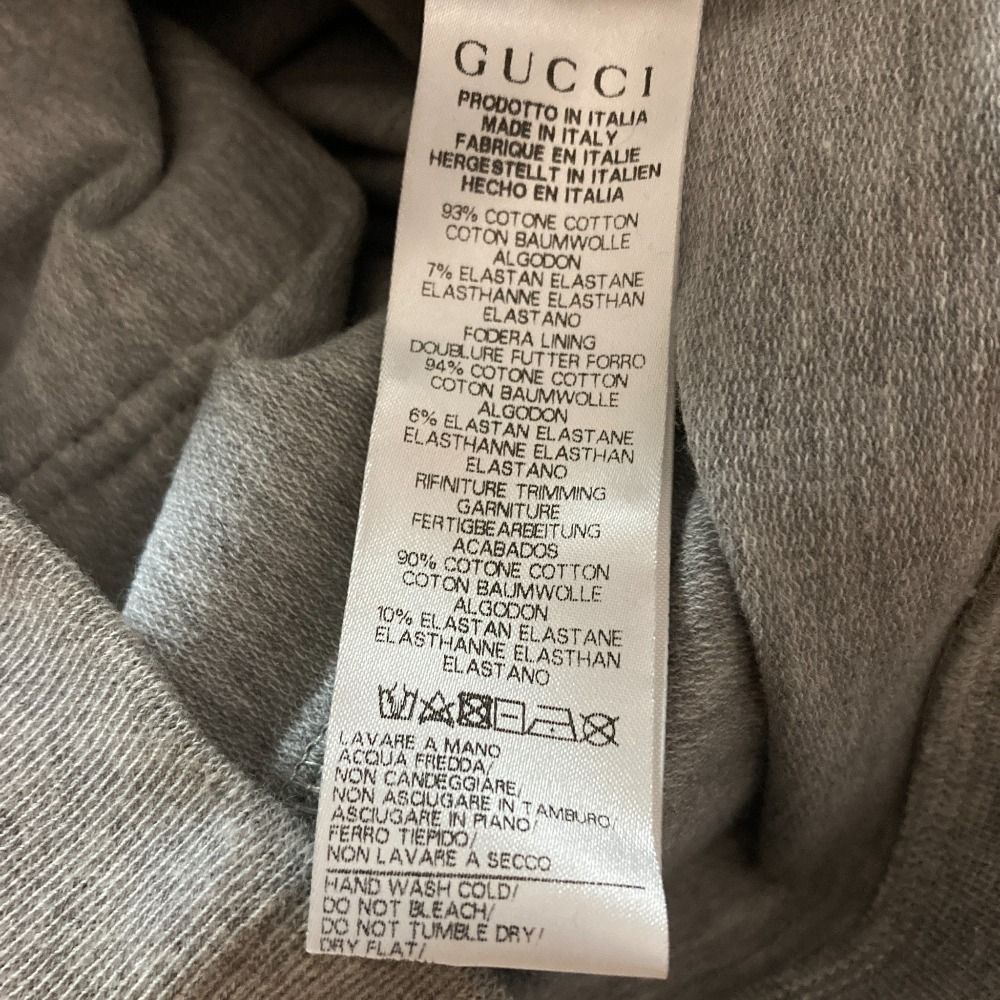 GUCCI
PRODOTTO IN ITALIA
MADE IN ITALY
FABRIQUE EN ITALIE
HERGESTELLT IN ITALIEN
HECHO EN ITALIA
93% COTONE COTTON
COTON BAUMWOLLE
ALGODON
7% ELASTAN ELASTANE
ELASTHANNE ELASTHAN
ELASTANO
FODERA LINING
DOUBLURE FUTTER FORRO
94% COTONE COTTON
COTON BAUMWOLLE
ALGODON
6% ELASTAN ELASTANE
ELASTHANNE ELASTHAN
ELASTANO
RIFINITURE TRIMMING
GARNITURE
FERTIGBEARBEITUNG
ACABADOS
90% COTONE COTTON
COTON BAUMWOLLE
ALGODON
10% ELASTAN ELASTANE
ELASTHANNE ELASTHAN
ELASTANO
LAVARE A MANO
ACQUA FREDDA/
NON CANDEGGIARE/
NON ASCIUGARE IN TAMBURO/
ASCIUGARE IN PIANO/
FERRO TIEPIDO/
NON LAVARE A SECCO
HAND WASH COLD/
DO NOT BLEACH/
DO NOT TUMBLE DRY/
DRY FLAT/